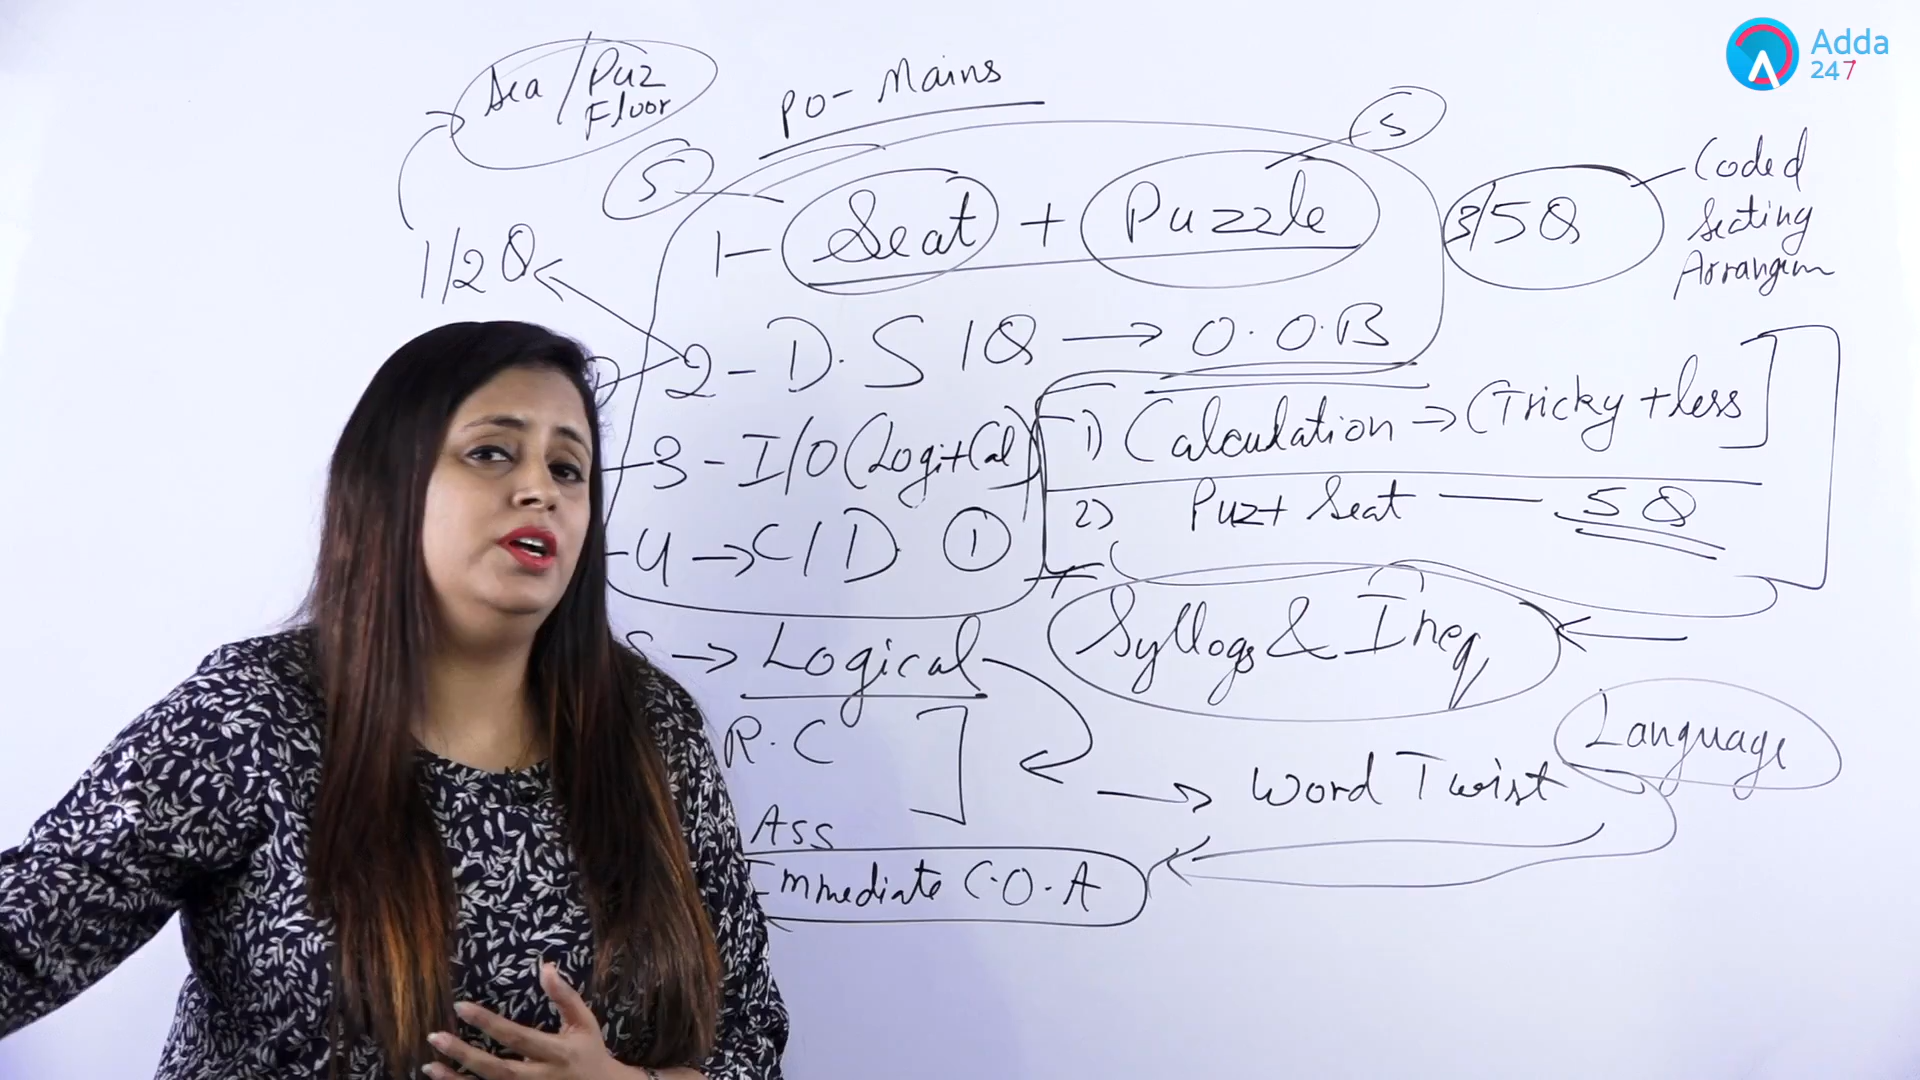 Adda
247
PO- Mains
Sea / Puz
Floor
S
S
1- Seat + Puzzle
3/5Q
Coded
Seating
Arrangem
1/2Q
2- D.S 1Q → O.O.B
3- I/O (Logi+Cal)
1) Calculation → (Tricky + less
4 → C/D 1
2) Puz+ Seat — 5Q
Syllogs & Ineq
S → Logical
R.C
Language
→ Word Twist
Ass
Immediate C.O.A